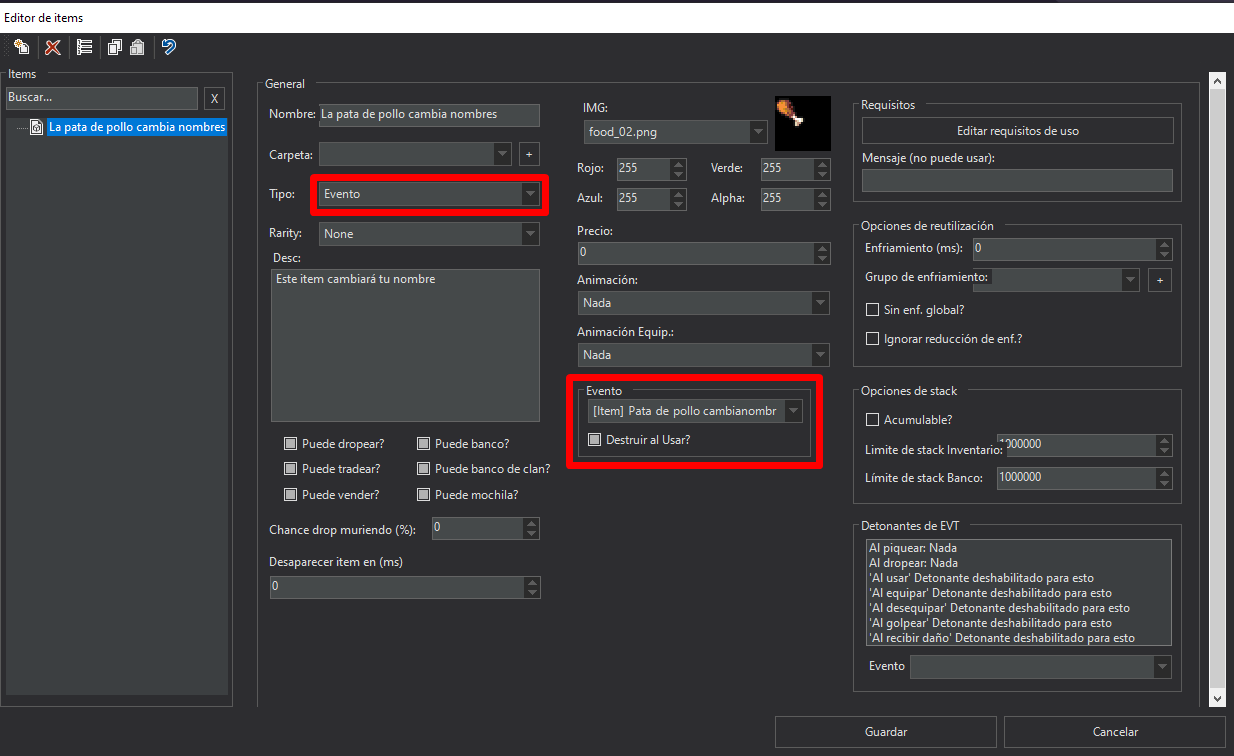 Editor de items
Items
Buscar...
X
La pata de pollo cambia nombres
General
Nombre: La pata de pollo cambia nombres
Carpeta:
+
Tipo: Evento
Rarity: None
Desc:
Este item cambiará tu nombre
Puede dropear? Puede banco?
Puede tradear? Puede banco de clan?
Puede vender? Puede mochila?
Chance drop muriendo (%): 0
Desaparecer item en (ms)
0
IMG:
food_02.png
Rojo: 255 Verde: 255
Azul: 255 Alpha: 255
Precio:
0
Animación:
Nada
Animación Equip.:
Nada
Evento
[Item] Pata de pollo cambianombr
Destruir al Usar?
Requisitos
Editar requisitos de uso
Mensaje (no puede usar):
Opciones de reutilización
Enfriamiento (ms): 0
Grupo de enfriamiento:
+
Sin enf. global?
Ignorar reducción de enf.?
Opciones de stack
Acumulable?
Limite de stack Inventario: 1000000
Límite de stack Banco: 1000000
Detonantes de EVT
Al piquear: Nada
Al dropear: Nada
'Al usar' Detonante deshabilitado para esto
'Al equipar' Detonante deshabilitado para esto
'Al desequipar' Detonante deshabilitado para esto
'Al golpear' Detonante deshabilitado para esto
'Al recibir daño' Detonante deshabilitado para esto
Evento
Guardar
Cancelar